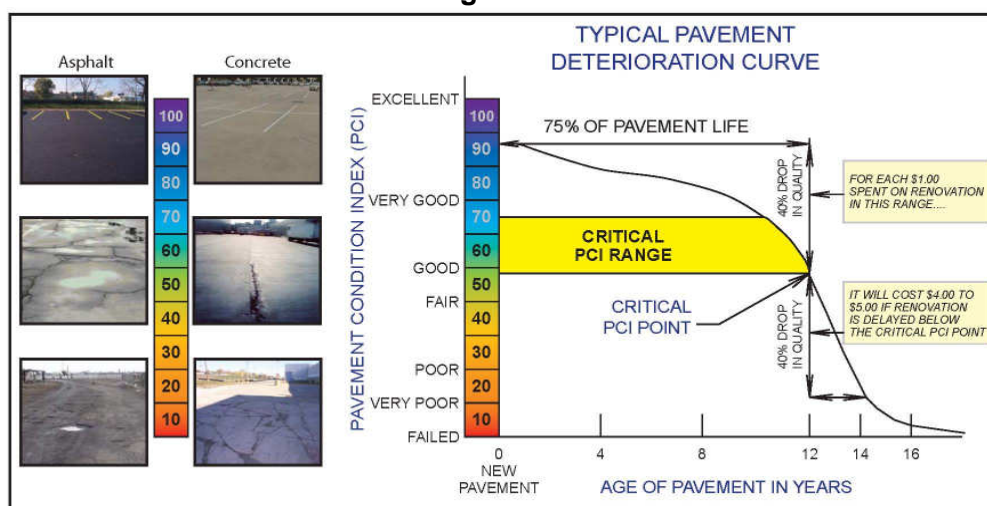 Asphalt
Concrete
100
90
80
70
60
50
40
30
20
10
TYPICAL PAVEMENT
DETERIORATION CURVE
PAVEMENT CONDITION INDEX (PCI)
EXCELLENT
VERY GOOD
GOOD
FAIR
POOR
VERY POOR
FAILED
100
90
80
70
60
50
40
30
20
10
75% OF PAVEMENT LIFE
40% DROP
IN QUALITY
FOR EACH $1.00
SPENT ON RENOVATION
IN THIS RANGE....
CRITICAL
PCI RANGE
CRITICAL
PCI POINT
40% DROP
IN QUALITY
IT WILL COST $4.00 TO
$5.00 IF RENOVATION
IS DELAYED BELOW
THE CRITICAL PCI POINT
0
4
8
12
14
16
NEW
PAVEMENT
AGE OF PAVEMENT IN YEARS